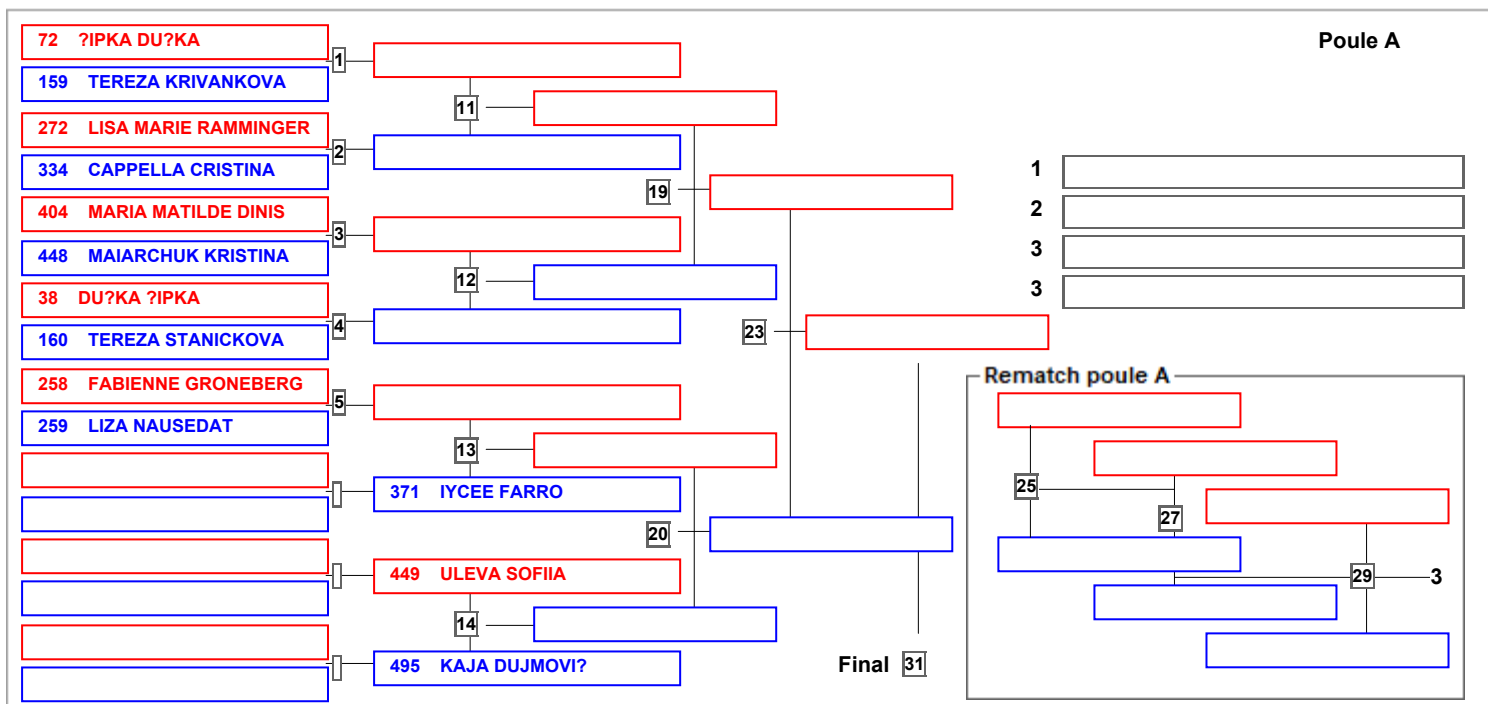 Poule A
72 ?IPKA DU?KA
1
159 TEREZA KRIVANKOVA
11
272 LISA MARIE RAMMINGER
2
334 CAPPELLA CRISTINA
19
404 MARIA MATILDE DINIS
3
448 MAIARCHUK KRISTINA
12
38 DU?KA ?IPKA
4
160 TEREZA STANICKOVA
23
258 FABIENNE GRONEBERG
5
259 LIZA NAUSEDAT
13
371 IYCEE FARRO
20
449 ULEVA SOFIIA
14
495 KAJA DUJMOVI?
Final 31
1
2
3
3
Rematch poule A
25
27
29 3